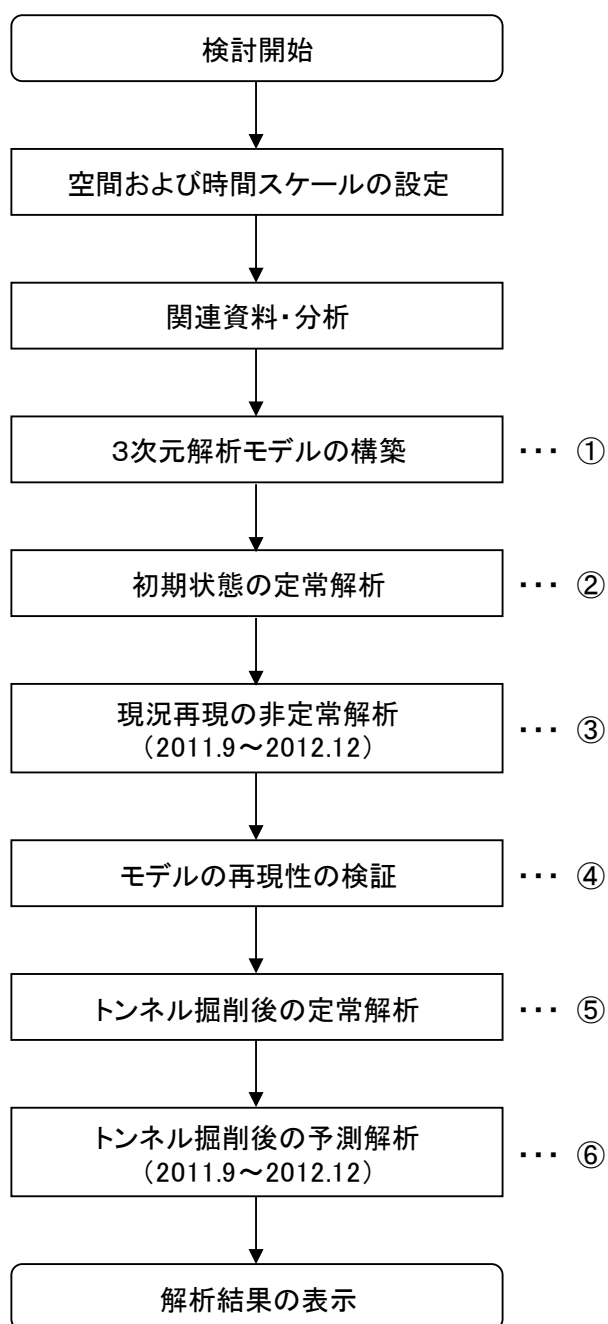 検討開始
空間および時間スケールの設定
関連資料・分析
3次元解析モデルの構築 ・・・ ①
初期状態の定常解析 ・・・ ②
現況再現の非定常解析
（2011.9～2012.12） ・・・ ③
モデルの再現性の検証 ・・・ ④
トンネル掘削後の定常解析 ・・・ ⑤
トンネル掘削後の予測解析
（2011.9～2012.12） ・・・ ⑥
解析結果の表示